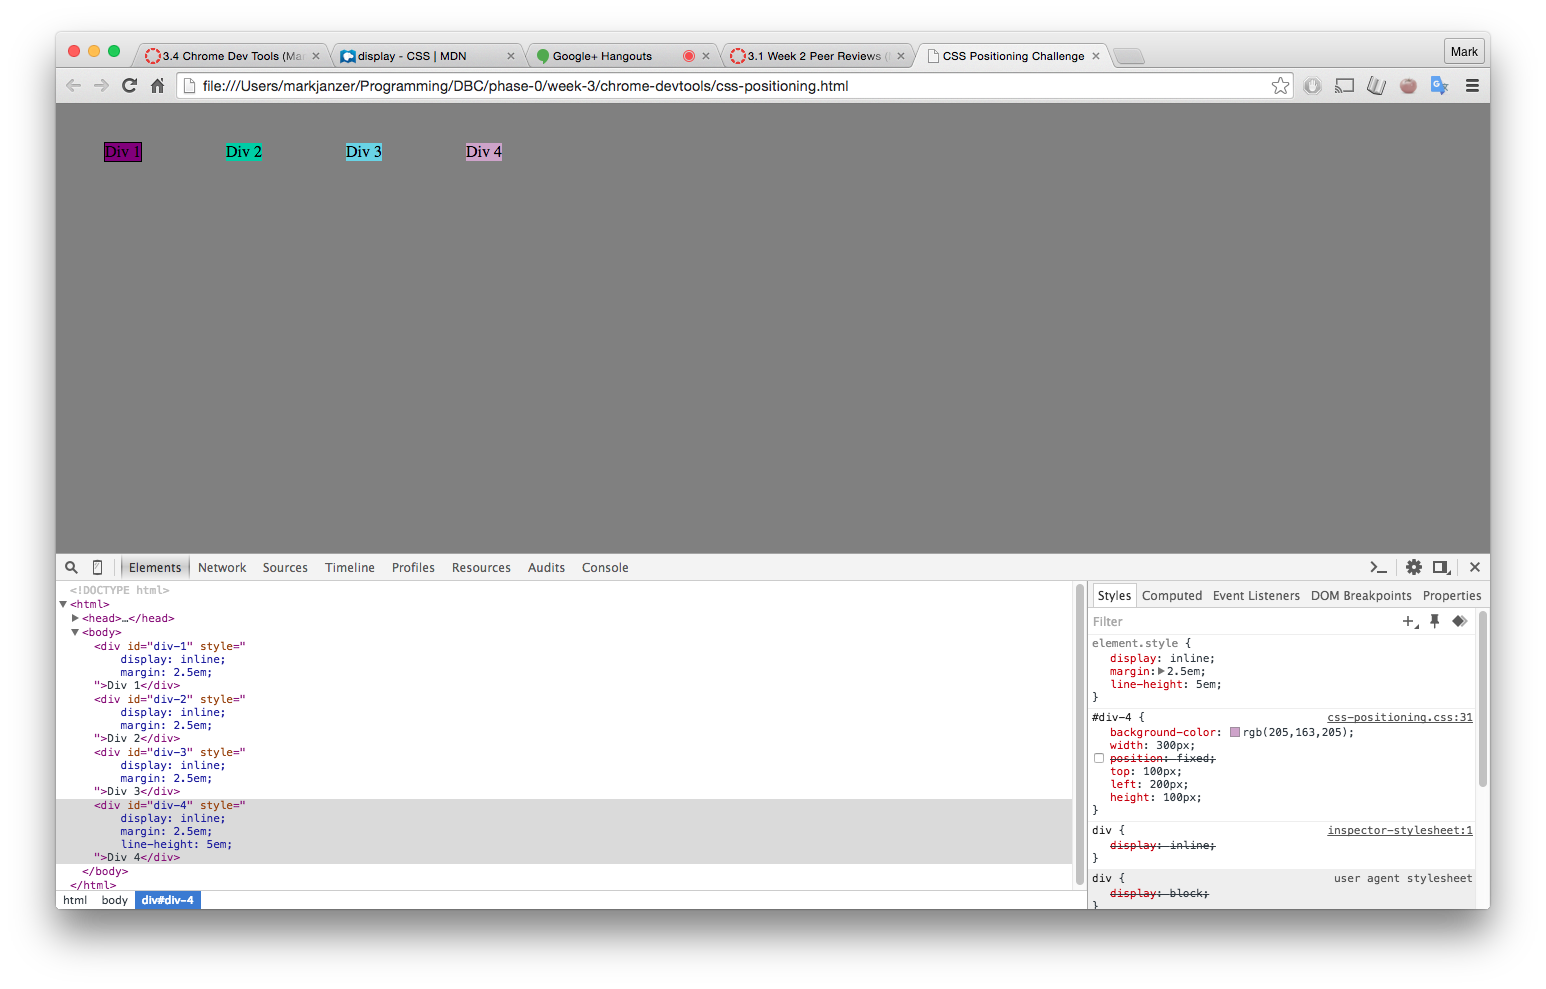 3.4 Chrome Dev Tools (Ma
display - CSS | MDN
Google+ Hangouts
3.1 Week 2 Peer Reviews (
CSS Positioning Challenge
Mark
file:///Users/markjanzer/Programming/DBC/phase-0/week-3/chrome-devtools/css-positioning.html
Div 1
Div 2
Div 3
Div 4
Elements Network Sources Timeline Profiles Resources Audits Console
<!DOCTYPE html>
<html>
<head>…</head>
<body>
<div id="div-1" style="
display: inline;
margin: 2.5em;
">Div 1</div>
<div id="div-2" style="
display: inline;
margin: 2.5em;
">Div 2</div>
<div id="div-3" style="
display: inline;
margin: 2.5em;
">Div 3</div>
<div id="div-4" style="
display: inline;
margin: 2.5em;
line-height: 5em;
">Div 4</div>
</body>
</html>
html body div#div-4
Styles Computed Event Listeners DOM Breakpoints Properties
Filter
element.style {
display: inline;
margin: 2.5em;
line-height: 5em;
}
#div-4 { css-positioning.css:31
background-color: rgb(205,163,205);
width: 300px;
position: fixed;
top: 100px;
left: 200px;
height: 100px;
}
div { inspector-stylesheet:1
display: inline;
}
div { user agent stylesheet
display: block;
}